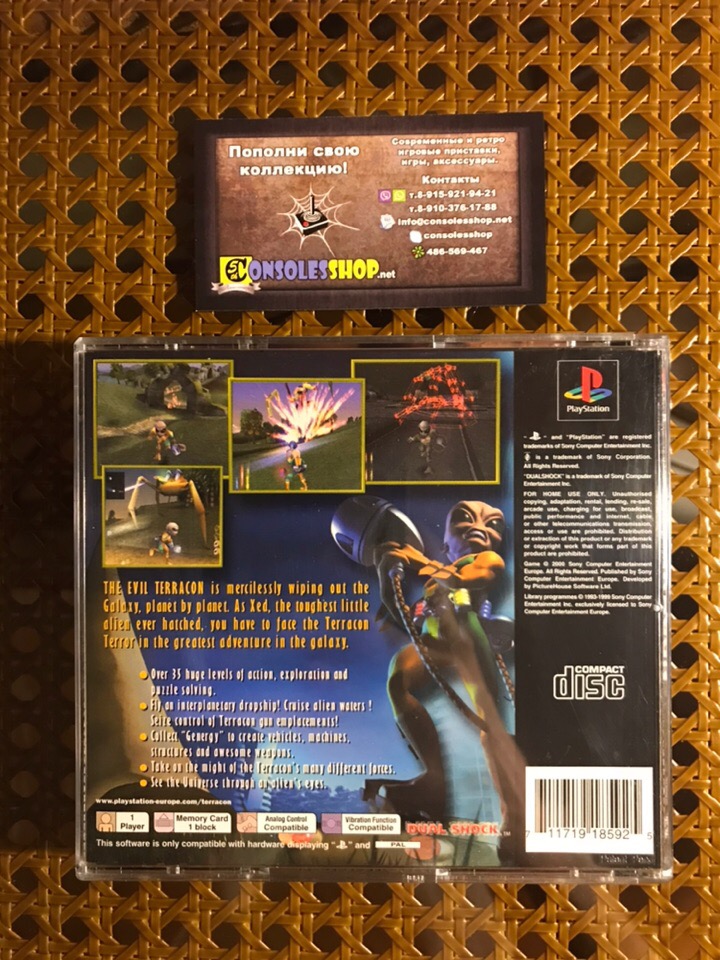 Пополни свою
коллекцию!
Современные и ретро
игровые приставки,
игры, аксессуары.
Контакты
т.8-915-921-94-21
т.8-910-376-17-88
info@consolesshop.net
consolesshop
486-569-467
CONSOLESSHOP.net
PlayStation
- - and "PlayStation" are registered
trademarks of Sony Computer Entertainment Inc.
is a trademark of Sony Corporation.
All Rights Reserved.
"DUALSHOCK" is a trademark of Sony Computer
Entertainment Inc.
FOR HOME USE ONLY. Unauthorised
copying, adaptation, rental, lending, re-sale,
arcade use, charging for use, broadcast,
public performance and internet, cable
or other telecommunications transmission,
access or use are prohibited. Distribution
or extraction of this product or any trademark
or copyright work that forms part of this
product are prohibited.
Game © 2000 Sony Computer Entertainment
Europe. All Rights Reserved. Published by Sony
Computer Entertainment Europe. Developed
by PictureHouse Software Ltd.
Library programmes © 1993-1999 Sony Computer
Entertainment Inc. exclusively licensed to Sony
Computer Entertainment Europe.
THE EVIL TERRACON is mercilessly wiping out the
Galaxy, planet by planet. As Xed, the toughest little
alien ever hatched, you have to face the Terracon
Terror in the greatest adventure in the galaxy.
Over 35 huge levels of action, exploration and
puzzle solving.
Fly an interplanetary dropship! Cruise alien waters!
Seize control of Terracon gun emplacements!
Collect "Genergy" to create vehicles, machines,
structures and awesome weapons.
Take on the might of the Terracon's many different forces.
See the Universe through an alien's eyes.
COMPACT
disc
www.playstation-europe.com/terracon
1
Player
Memory Card
1 block
Analog Control
Compatible
Vibration Function
Compatible
DUAL SHOCK™
This software is only compatible with hardware displaying " " and PAL
7 11719 18592 5